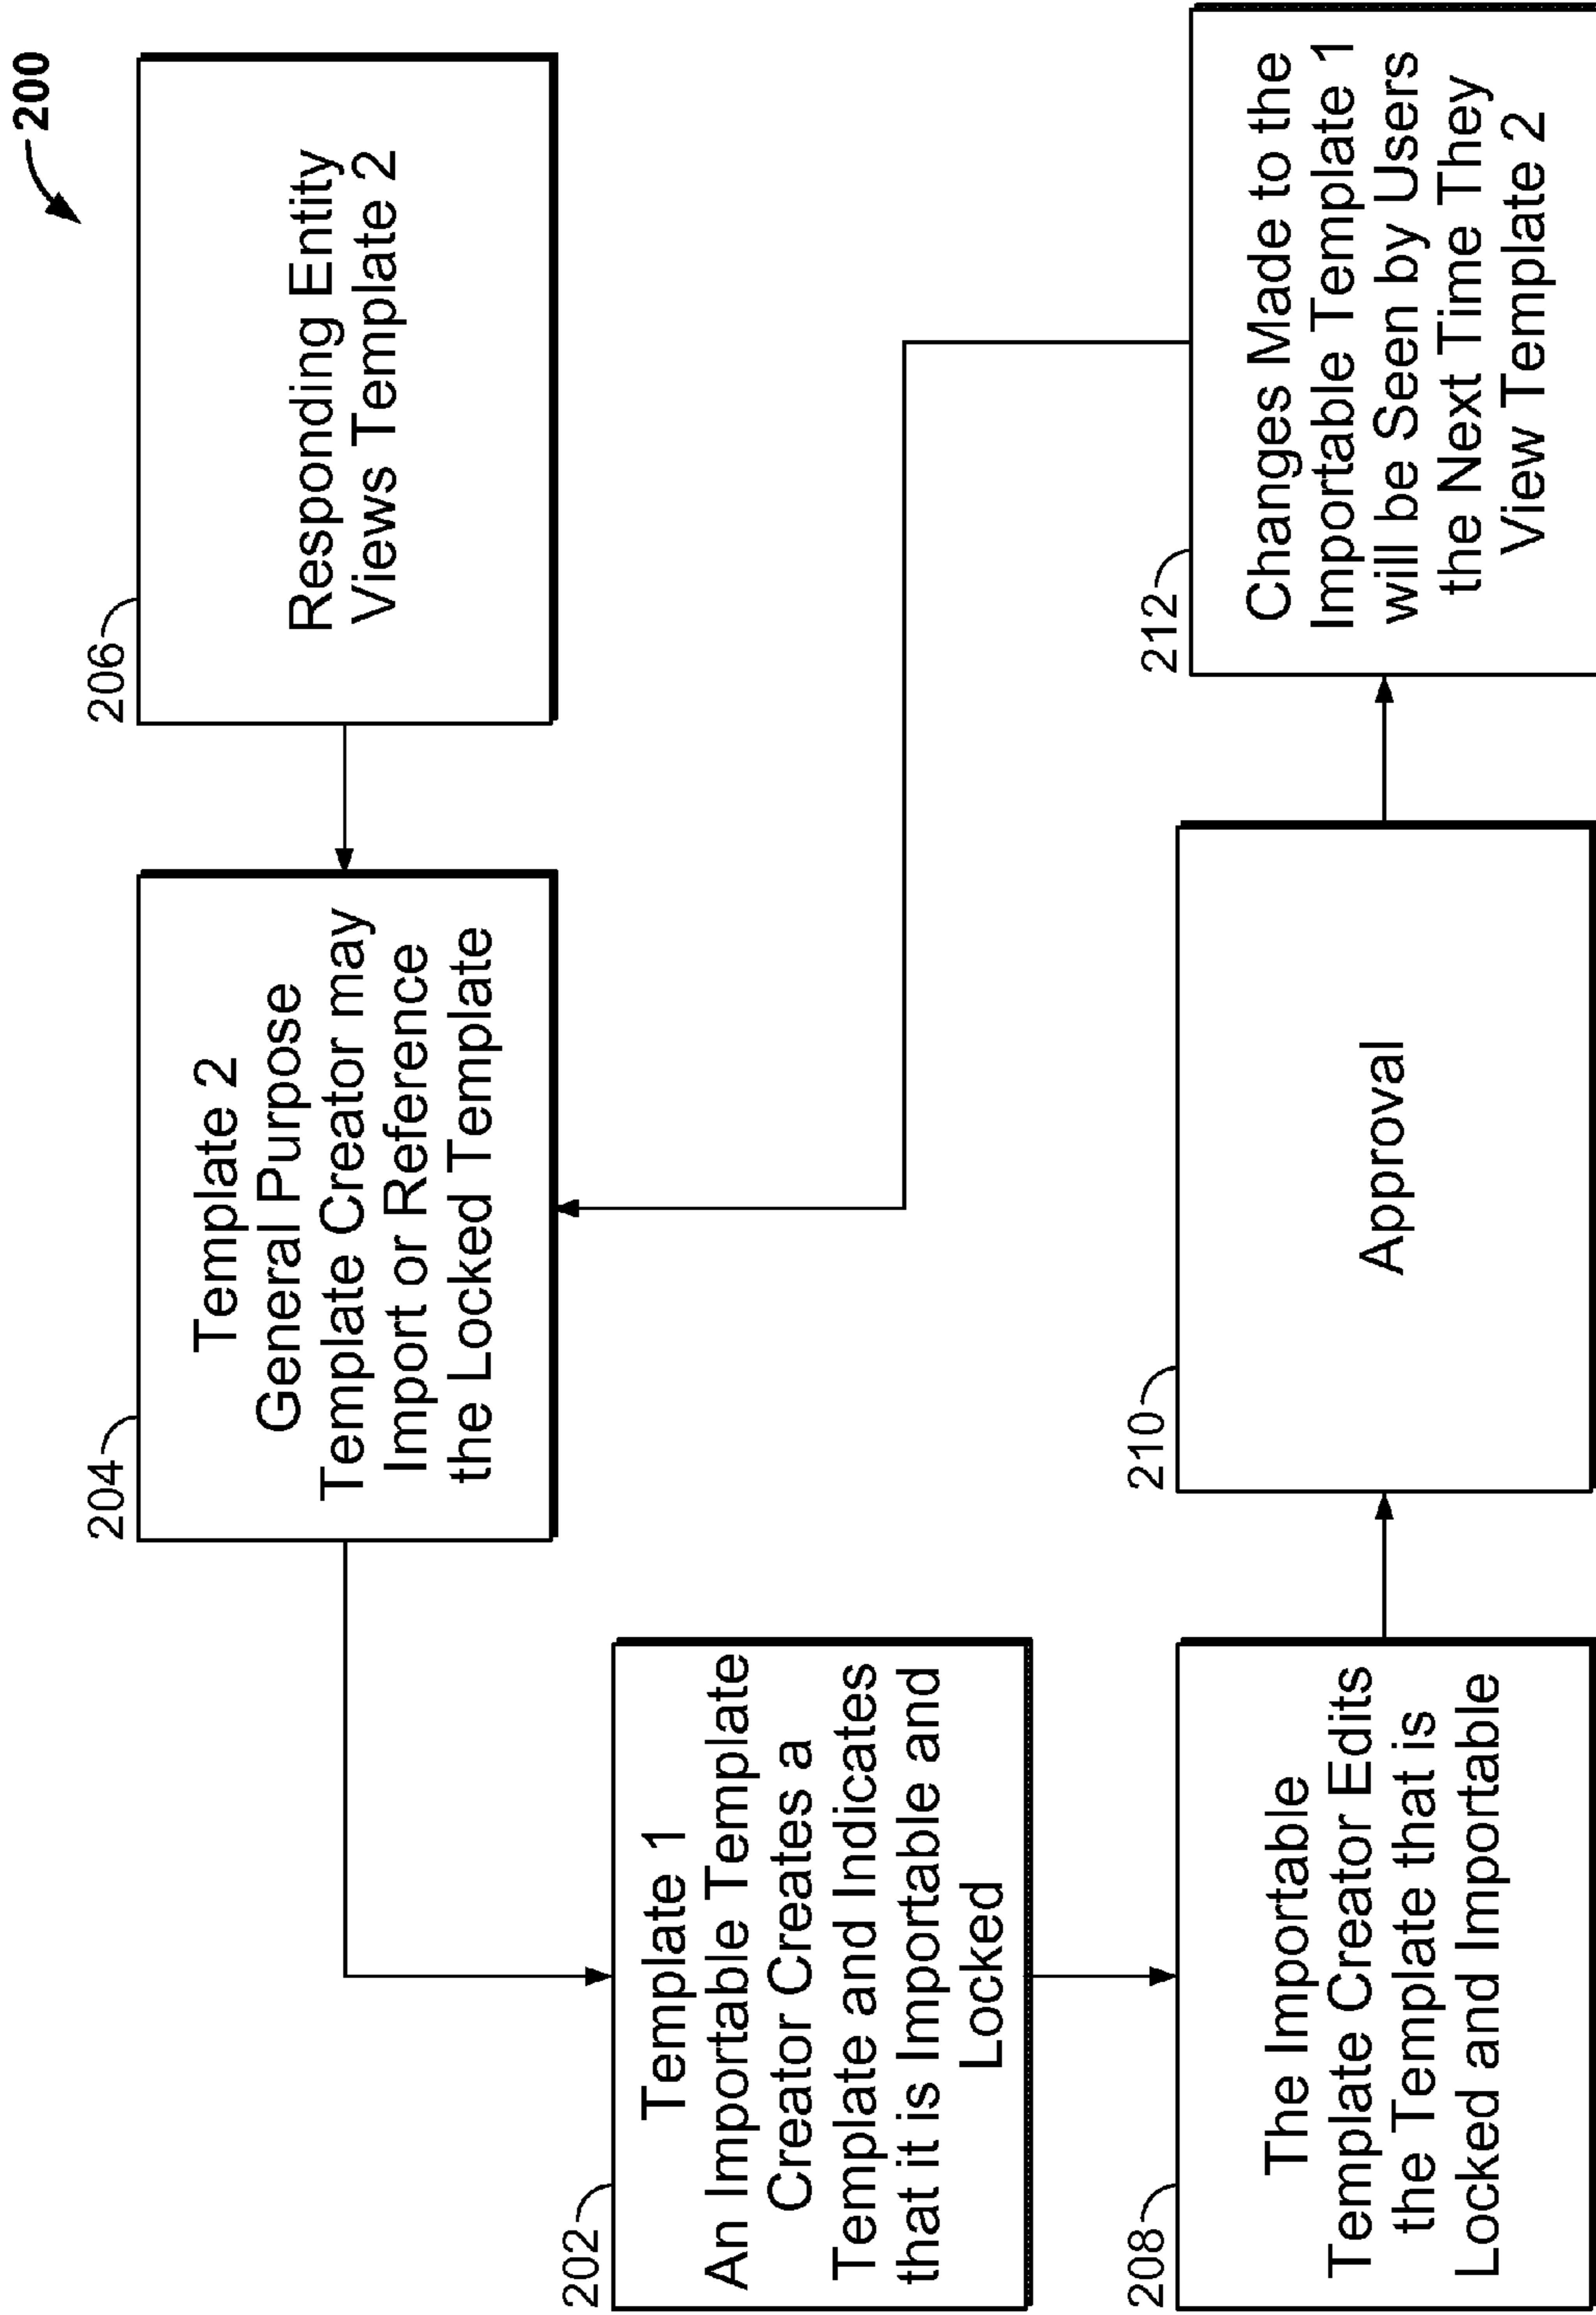 200
206
Responding Entity
Views Template 2
204
Template 2
General Purpose
Template Creator may
Import or Reference
the Locked Template
202
Template 1
An Importable Template
Creator Creates a
Template and Indicates
that it is Importable and
Locked
208
The Importable
Template Creator Edits
the Template that is
Locked and Importable
210
Approval
212
Changes Made to the
Importable Template 1
will be Seen by Users
the Next Time They
View Template 2